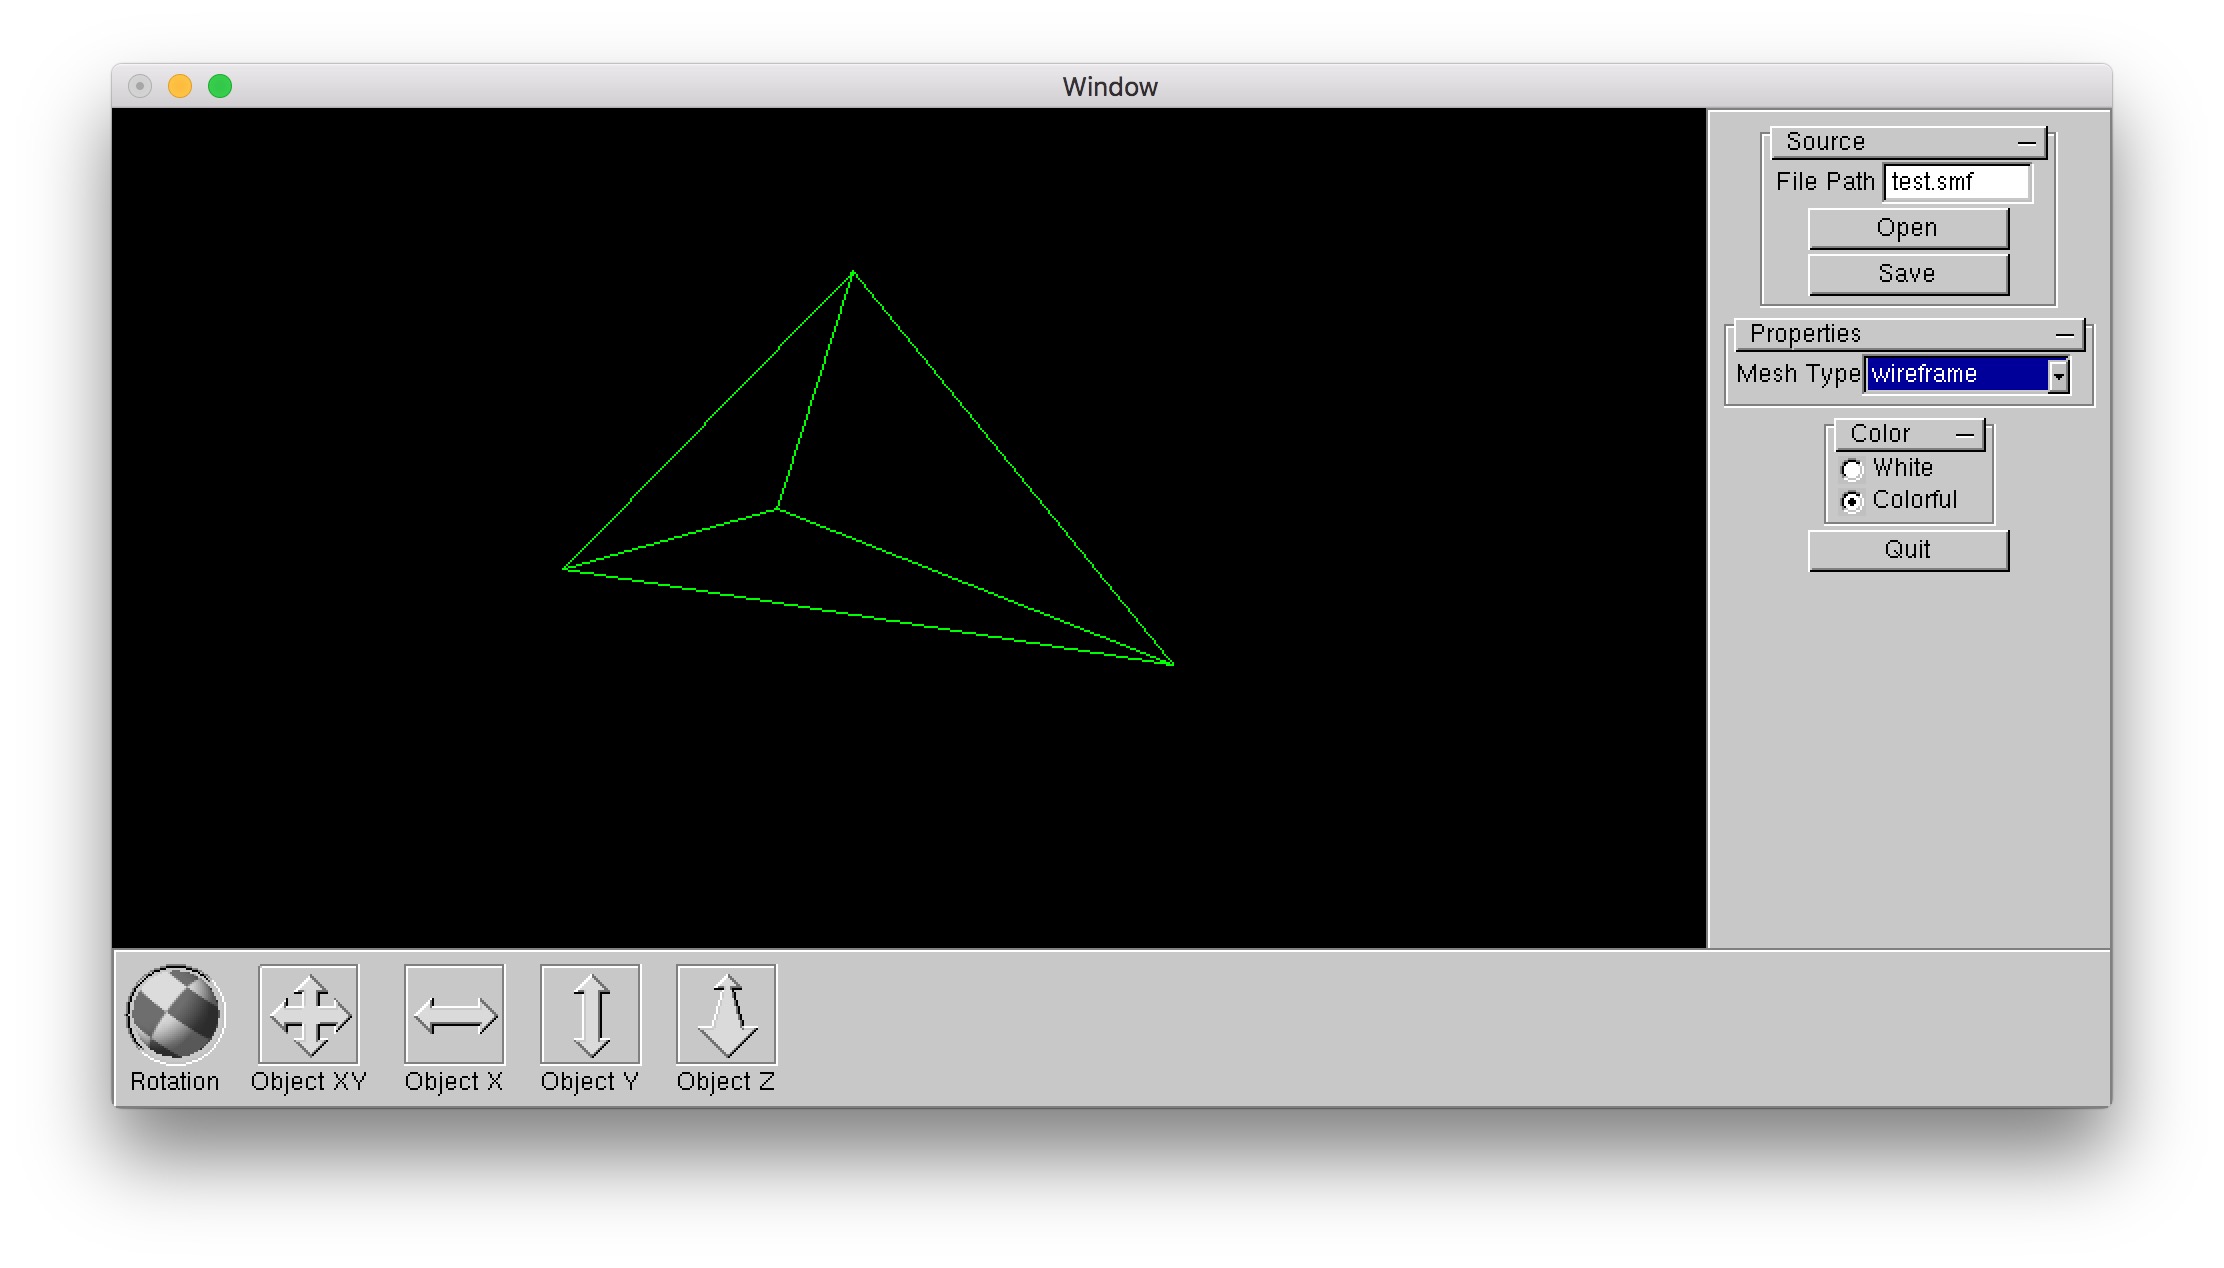 Window
Source
File Path test.smf
Open
Save
Properties
Mesh Type wireframe
Color
White
Colorful
Quit
Rotation Object XY Object X Object Y Object Z